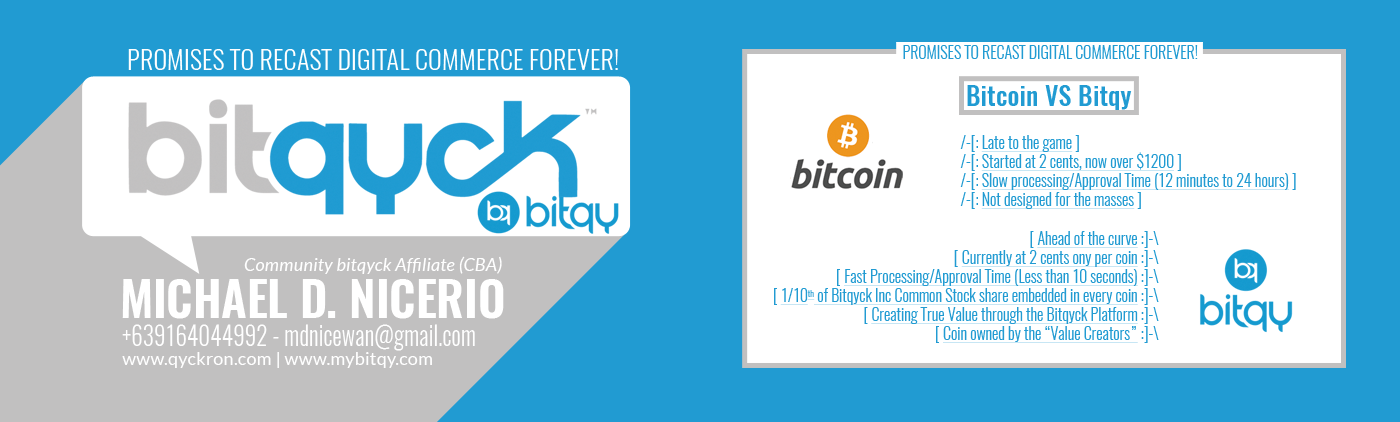 PROMISES TO RECAST DIGITAL COMMERCE FOREVER!
bitqyck™
bq bitqy
Community bitqyck Affiliate (CBA)
MICHAEL D. NICERIO
+639164044992 - mdnicewan@gmail.com
www.qyckron.com | www.mybitqy.com
PROMISES TO RECAST DIGITAL COMMERCE FOREVER!
Bitcoin VS Bitqy
bitcoin
/-[: Late to the game ]
/-[: Started at 2 cents, now over $1200 ]
/-[: Slow processing/Approval Time (12 minutes to 24 hours) ]
/-[: Not designed for the masses ]
[ Ahead of the curve :]-\
[ Currently at 2 cents ony per coin :]-\
[ Fast Processing/Approval Time (Less than 10 seconds) :]-\
[ 1/10th of Bitqyck Inc Common Stock share embedded in every coin :]-\
[ Creating True Value through the Bitqyck Platform :]-\
[ Coin owned by the “Value Creators” :]-\
bq
bitqy